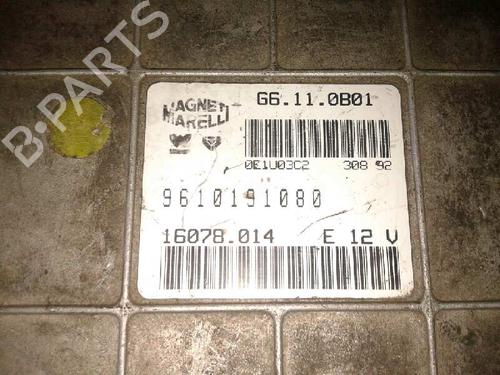 B-PARTS
MAGNETI MARELLI
G6.11.0B01
0E1U03C2 308 92
9610191080
16078.014 E 12 V